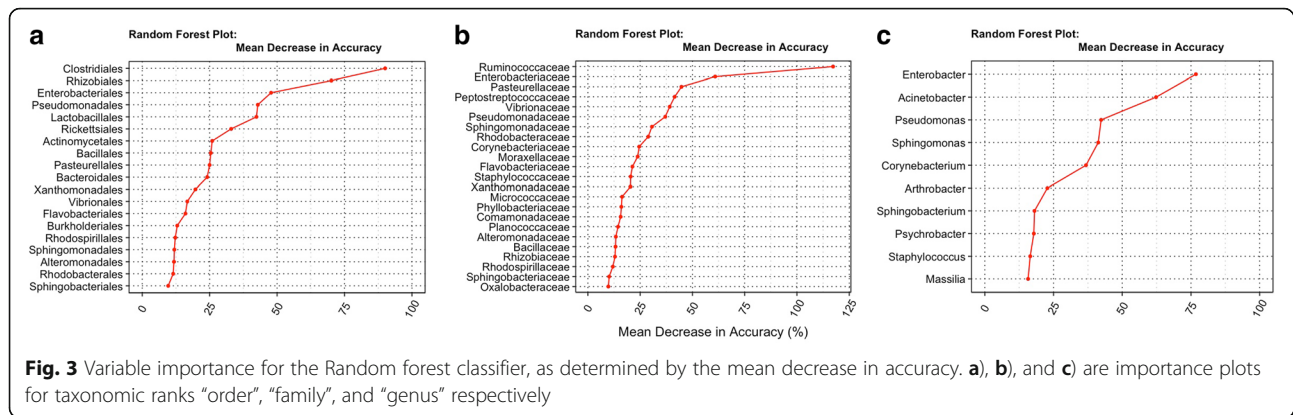 a
Random Forest Plot:
Mean Decrease in Accuracy
Clostridiales
Rhizobiales
Enterobacteriales
Pseudomonadales
Lactobacillales
Rickettsiales
Actinomycetales
Bacillales
Pasteurellales
Bacteroidales
Xanthomonadales
Vibrionales
Flavobacteriales
Burkholderiales
Rhodospirillales
Sphingomonadales
Alteromonadales
Rhodobacterales
Sphingobacteriales
0 25 50 75 100
b
Random Forest Plot:
Mean Decrease in Accuracy
Ruminococcaceae
Enterobacteriaceae
Pasteurellaceae
Peptostreptococcaceae
Vibrionaceae
Pseudomonadaceae
Sphingomonadaceae
Rhodobacteraceae
Corynebacteriaceae
Moraxellaceae
Flavobacteriaceae
Staphylococcaceae
Xanthomonadaceae
Micrococcaceae
Phyllobacteriaceae
Comamonadaceae
Planococcaceae
Alteromonadaceae
Bacillaceae
Rhizobiaceae
Rhodospirillaceae
Sphingobacteriaceae
Oxalobacteraceae
0 25 50 75 100 125
Mean Decrease in Accuracy (%)
c
Random Forest Plot:
Mean Decrease in Accuracy
Enterobacter
Acinetobacter
Pseudomonas
Sphingomonas
Corynebacterium
Arthrobacter
Sphingobacterium
Psychrobacter
Staphylococcus
Massilia
0 25 50 75 100
Fig. 3 Variable importance for the Random forest classifier, as determined by the mean decrease in accuracy. a), b), and c) are importance plots
for taxonomic ranks “order”, “family”, and “genus” respectively